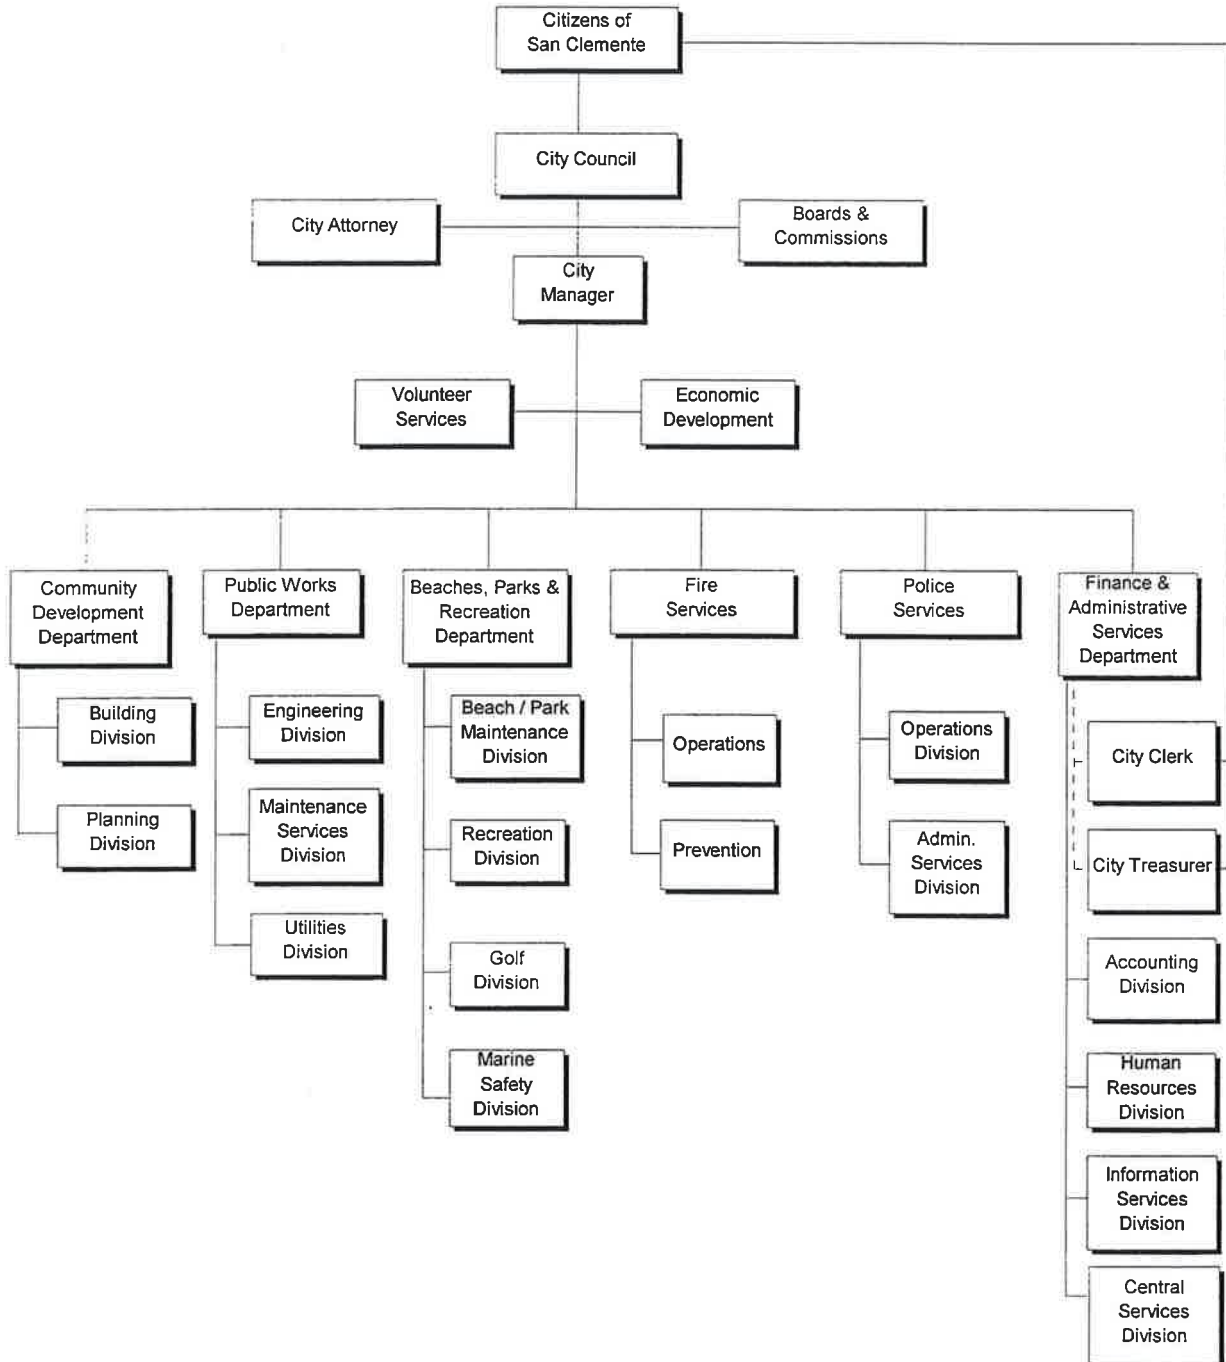 Citizens of
San Clemente
City Council
City Attorney
Boards &
Commissions
City
Manager
Volunteer
Services
Economic
Development
Community
Development
Department
Building
Division
Planning
Division
Public Works
Department
Engineering
Division
Maintenance
Services
Division
Utilities
Division
Beaches, Parks &
Recreation
Department
Beach / Park
Maintenance
Division
Recreation
Division
Golf
Division
Marine
Safety
Division
Fire
Services
Operations
Prevention
Police
Services
Operations
Division
Admin.
Services
Division
Finance &
Administrative
Services
Department
City Clerk
City Treasurer
Accounting
Division
Human
Resources
Division
Information
Services
Division
Central
Services
Division